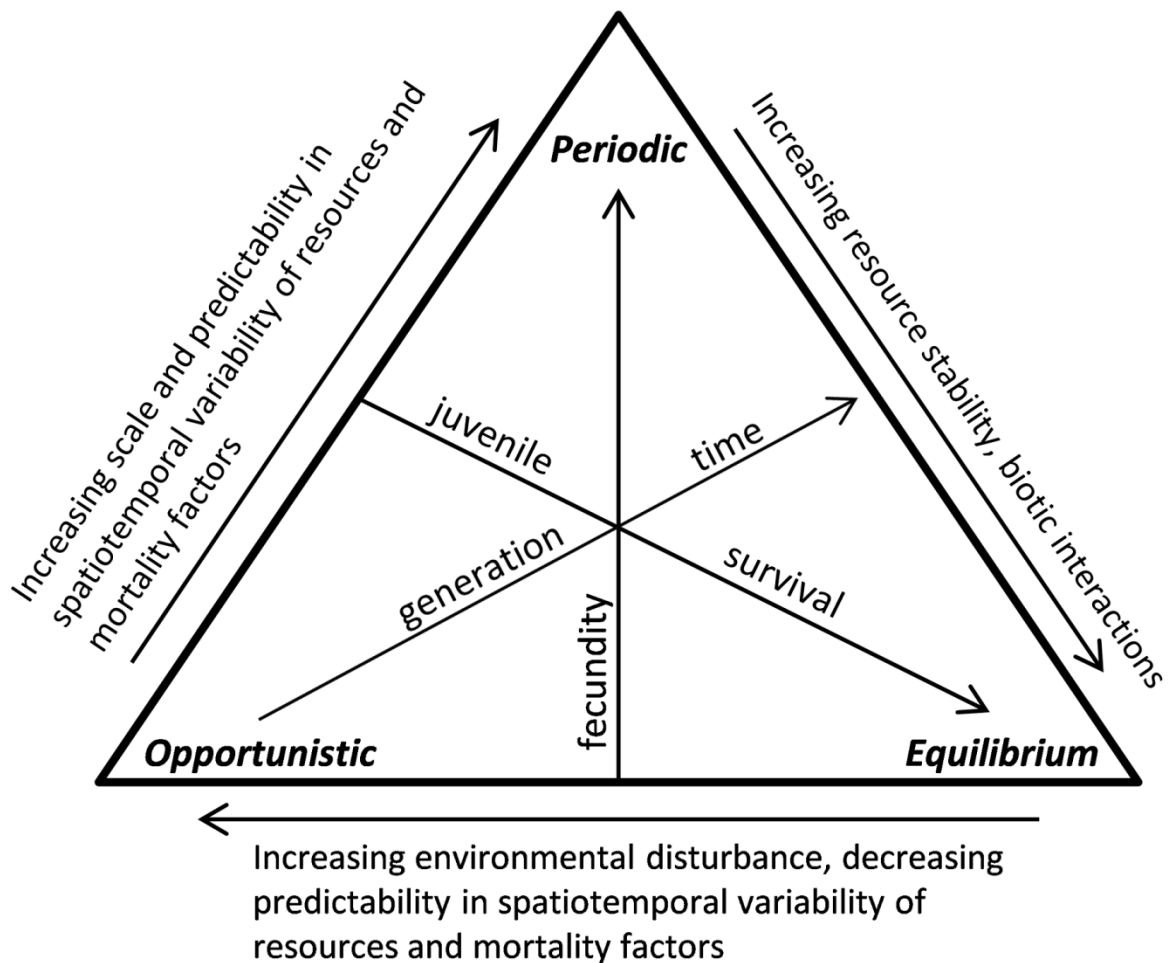 Periodic
Increasing scale and predictability in
spatiotemporal variability of resources and
mortality factors
Increasing resource stability, biotic interactions
juvenile
survival
generation
time
fecundity
Opportunistic
Equilibrium
Increasing environmental disturbance, decreasing
predictability in spatiotemporal variability of
resources and mortality factors